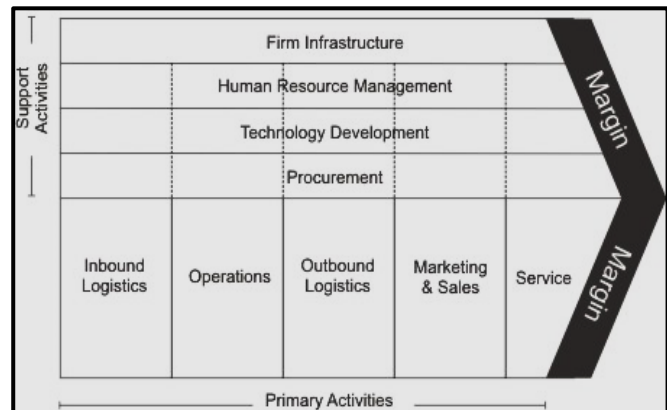 Support
Activities
Firm Infrastructure
Human Resource Management
Technology Development
Procurement
Margin
Inbound
Logistics
Operations
Outbound
Logistics
Marketing
& Sales
Service
Margin
Primary Activities